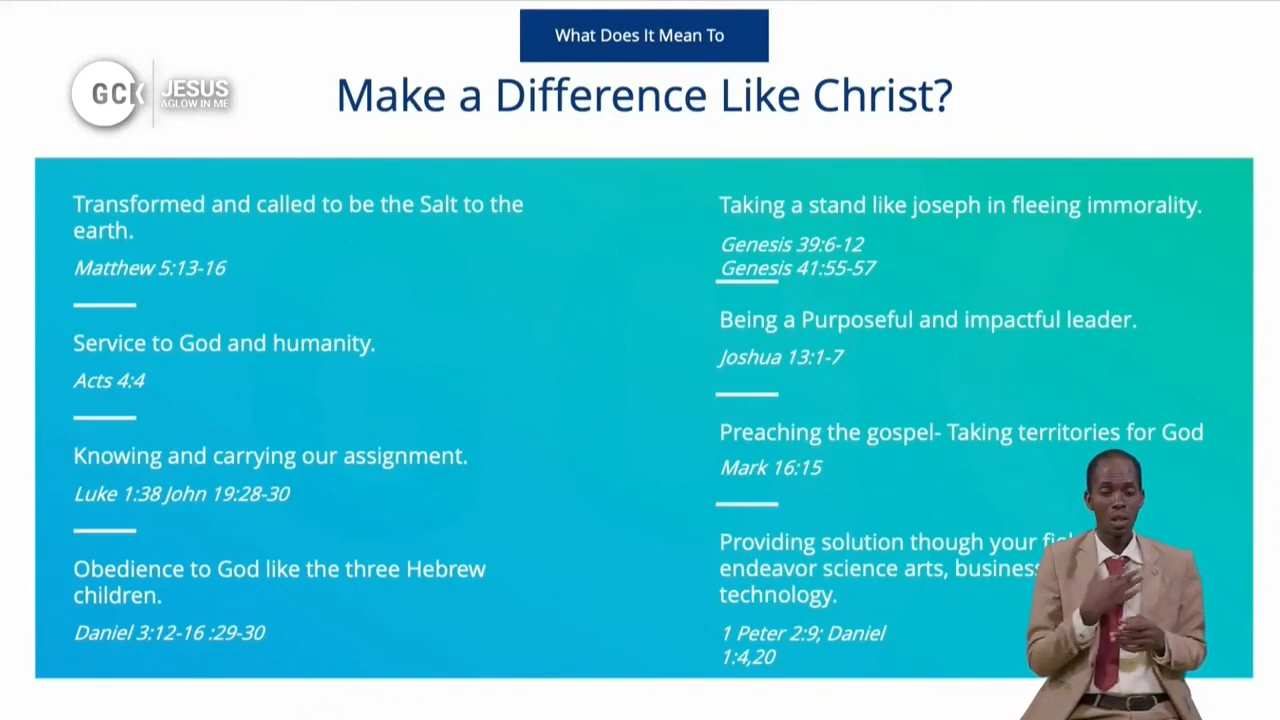 What Does It Mean To
GCK
JESUS
AGLOW IN ME
Make a Difference Like Christ?
Transformed and called to be the Salt to the
earth.
Matthew 5:13-16
Service to God and humanity.
Acts 4:4
Knowing and carrying our assignment.
Luke 1:38 John 19:28-30
Obedience to God like the three Hebrew
children.
Daniel 3:12-16 :29-30
Taking a stand like joseph in fleeing immorality.
Genesis 39:6-12
Genesis 41:55-57
Being a Purposeful and impactful leader.
Joshua 13:1-7
Preaching the gospel- Taking territories for God
Mark 16:15
Providing solution though your
endeavor science arts, business
technology.
1 Peter 2:9; Daniel
1:4,20